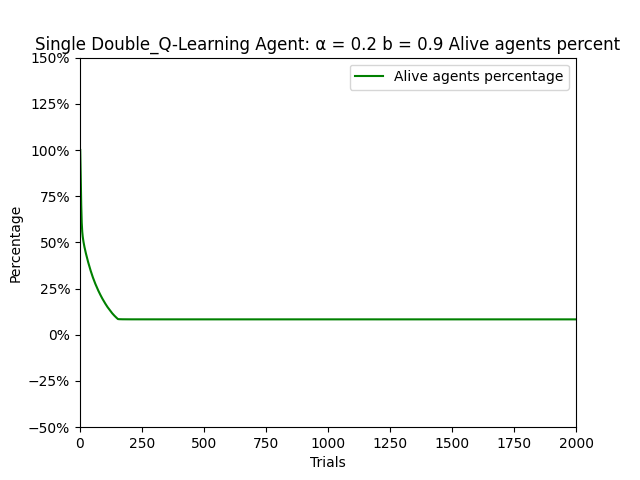 Single Double_Q-Learning Agent: α = 0.2 b = 0.9 Alive agents percent
150%
125%
100%
75%
50%
25%
0%
−25%
−50%
Percentage
Alive agents percentage
0 250 500 750 1000 1250 1500 1750 2000
Trials